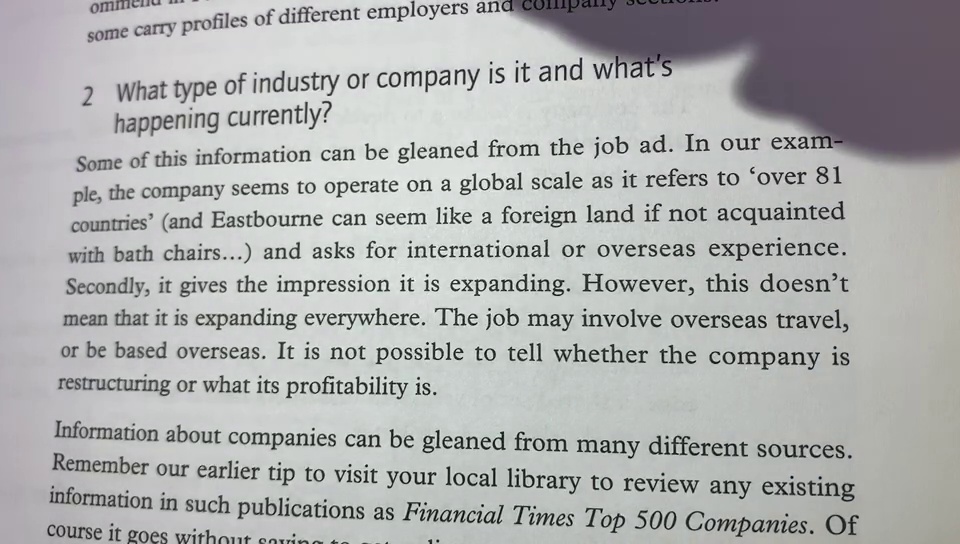 some carry profiles of different employers and company sections.
2 What type of industry or company is it and what's
happening currently?
Some of this information can be gleaned from the job ad. In our exam-
ple, the company seems to operate on a global scale as it refers to ‘over 81
countries’ (and Eastbourne can seem like a foreign land if not acquainted
with bath chairs...) and asks for international or overseas experience.
Secondly, it gives the impression it is expanding. However, this doesn’t
mean that it is expanding everywhere. The job may involve overseas travel,
or be based overseas. It is not possible to tell whether the company is
restructuring or what its profitability is.
Information about companies can be gleaned from many different sources.
Remember our earlier tip to visit your local library to review any existing
information in such publications as Financial Times Top 500 Companies. Of
course it goes without saying to